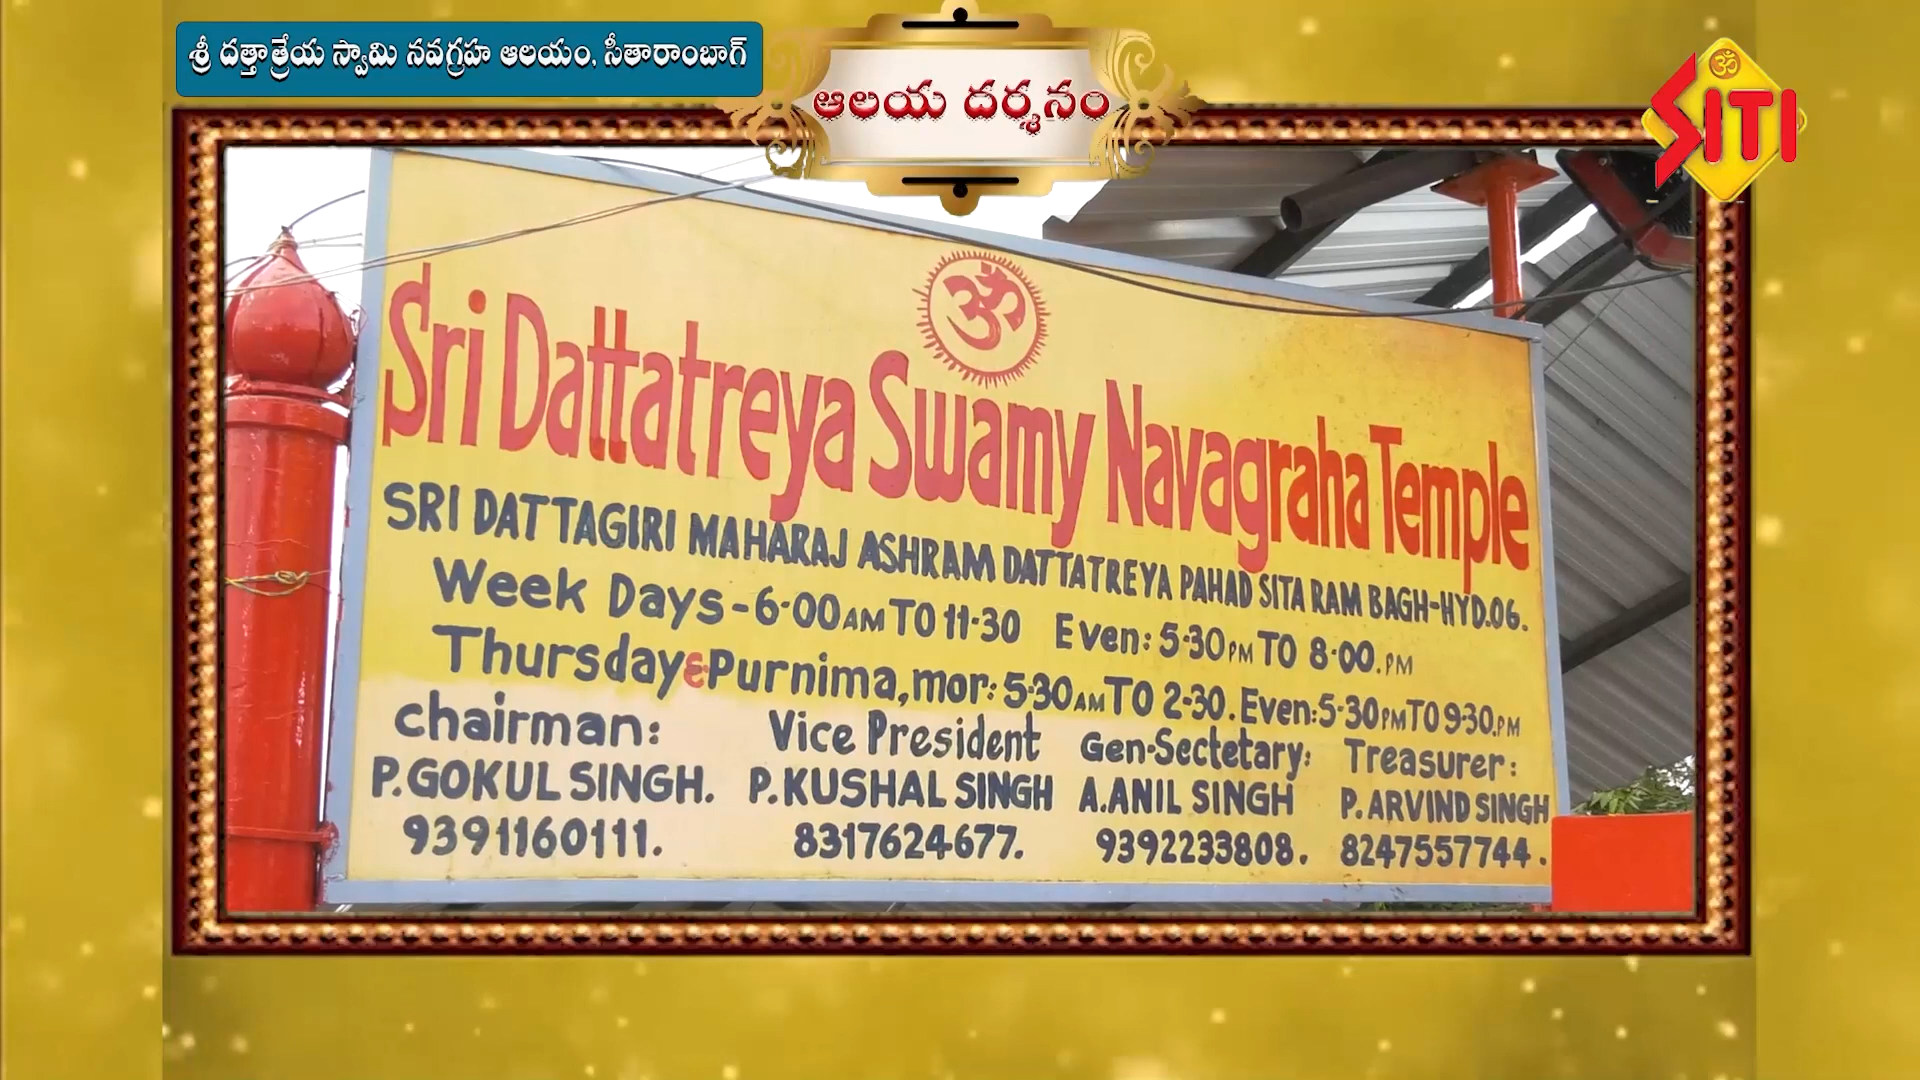 శ్రీ దత్తాత్రేయ స్వామి నవగ్రహ ఆలయం, సీతారాంబాగ్
ఆలయ దర్శనం
ॐ
SITI
ॐ
Sri Dattatreya Swamy Navagraha Temple
SRI DATTAGIRI MAHARAJ ASHRAM DATTATREYA PAHAD SITA RAM BAGH-HYD.06.
Week Days-6·00AM TO 11·30 Even: 5·30PM TO 8·00.PM
Thursday & Purnima, mor: 5·30AM TO 2·30. Even:5·30PM TO 9·30.PM
chairman: Vice President Gen-Sectetary: Treasurer:
P.GOKUL SINGH. P.KUSHAL SINGH A.ANIL SINGH P.ARVIND SINGH
9391160111. 8317624677. 9392233808. 8247557744.